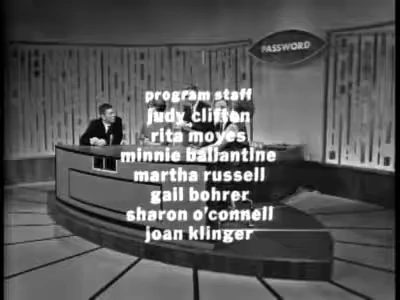 PASSWORD
program staff
judy clifton
rita moyes
minnie ballantine
martha russell
gail bohrer
sharon o'connell
joan klinger